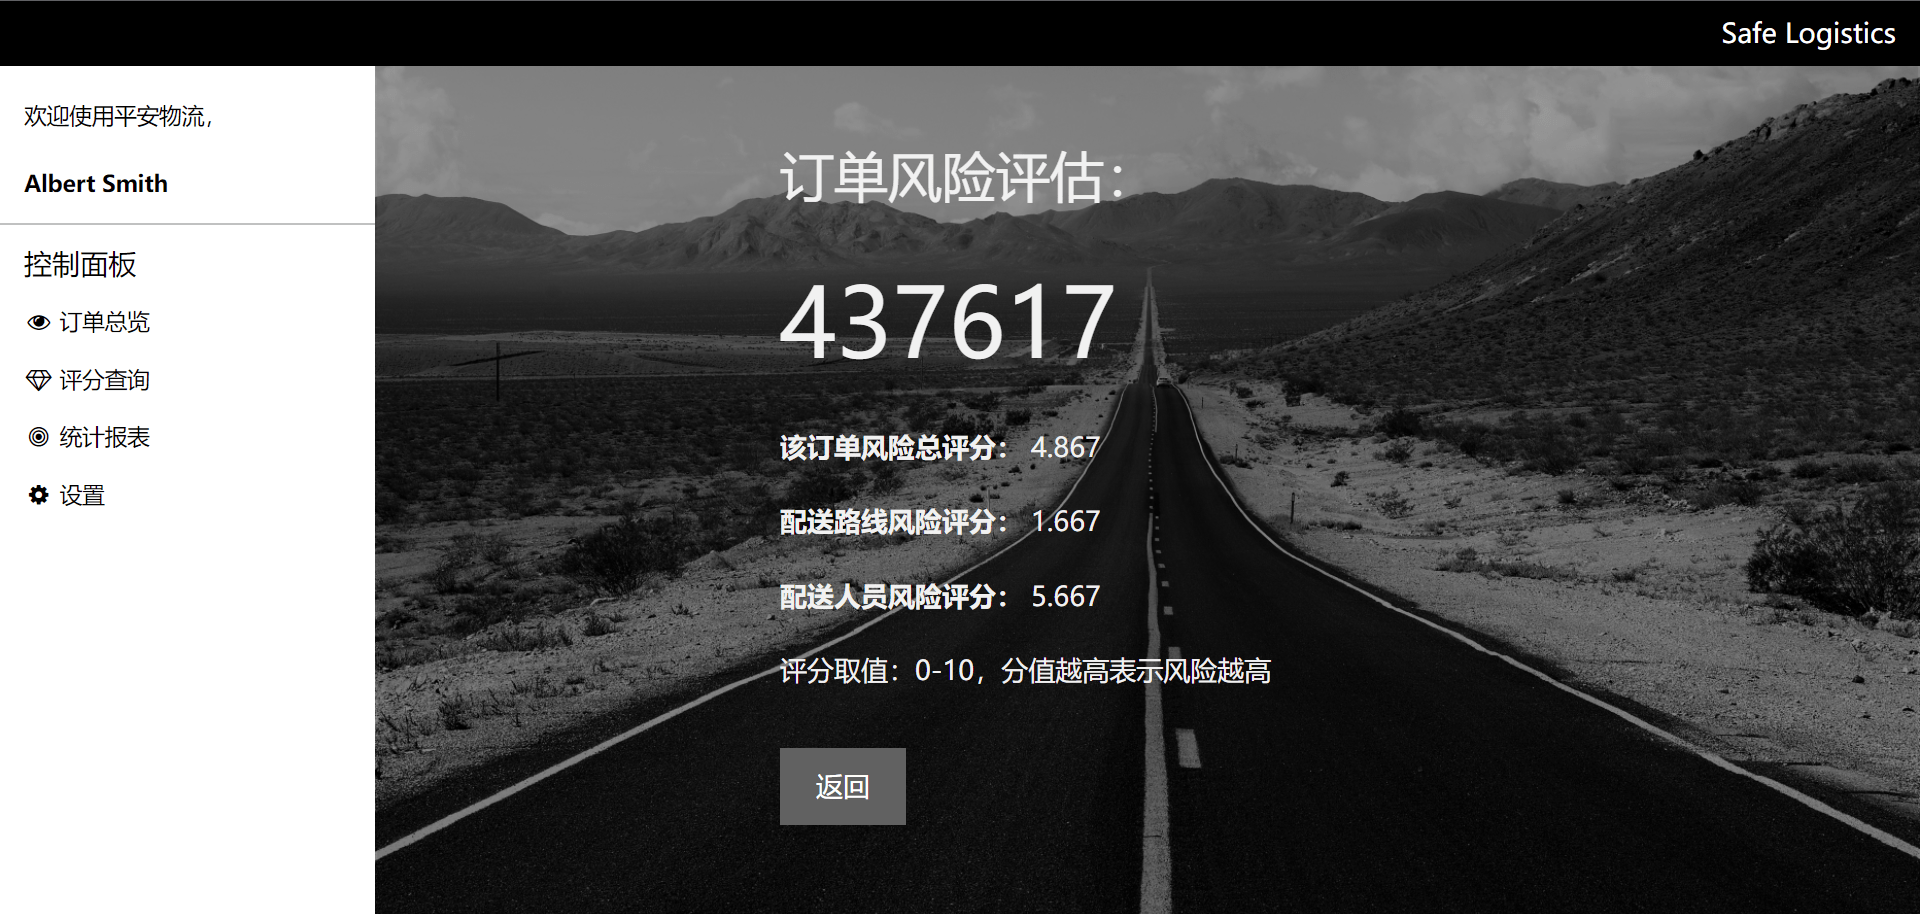 Safe Logistics
欢迎使用平安物流，
Albert Smith
控制面板
订单总览
评分查询
统计报表
设置
订单风险评估：
437617
该订单风险总评分： 4.867
配送路线风险评分： 1.667
配送人员风险评分： 5.667
评分取值：0-10，分值越高表示风险越高
返回